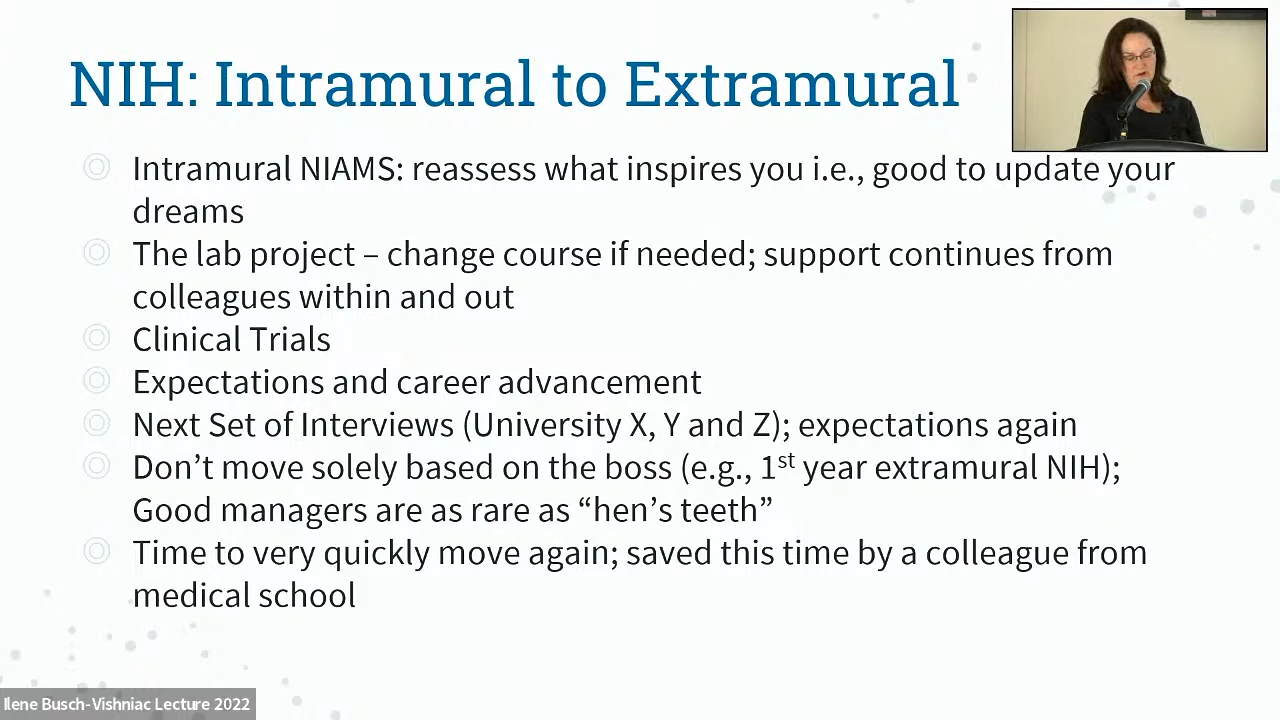 NIH: Intramural to Extramural
Intramural NIAMS: reassess what inspires you i.e., good to update your
dreams
The lab project – change course if needed; support continues from
colleagues within and out
Clinical Trials
Expectations and career advancement
Next Set of Interviews (University X, Y and Z); expectations again
Don’t move solely based on the boss (e.g., 1st year extramural NIH);
Good managers are as rare as “hen’s teeth”
Time to very quickly move again; saved this time by a colleague from
medical school
Ilene Busch-Vishniac Lecture 2022